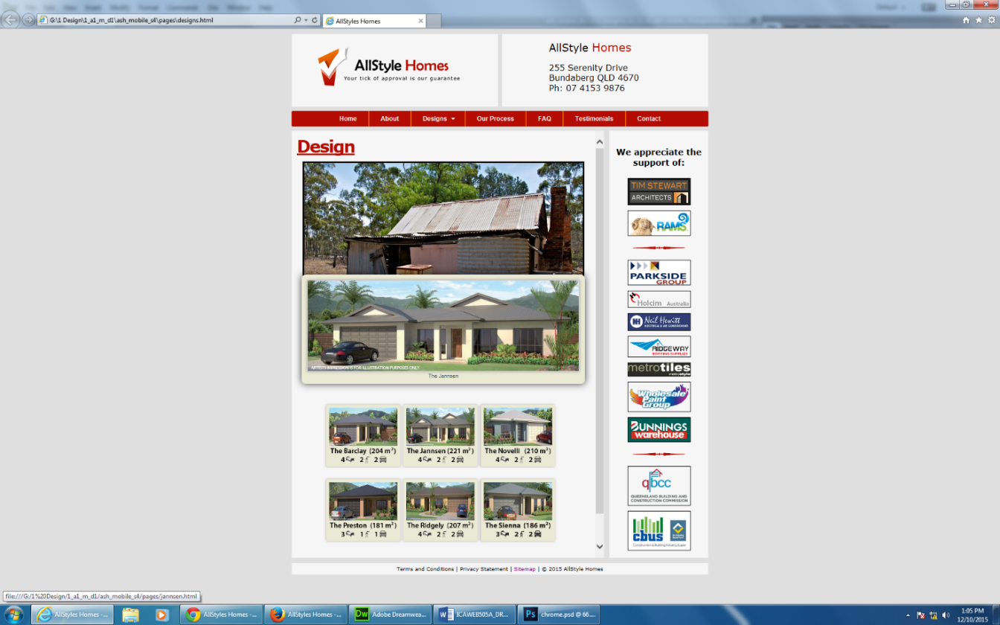 G:\1 Design\1_a1_m_d1\ash_mobile_s4\pages\designs.html
AllStyles Homes
AllStyle Homes
Your tick of approval is our guarantee
AllStyle Homes
255 Serenity Drive
Bundaberg QLD 4670
Ph: 07 4153 9876
Home About Designs Our Process FAQ Testimonials Contact
Design
ARTISTS IMPRESSION IS FOR ILLUSTRATION PURPOSES ONLY
The Jannsen
The Barclay (204 m²) The Jannsen (221 m²) The Novelli (210 m²)
4 2 2 4 2 2 4 2 2
The Preston (181 m²) The Ridgely (207 m²) The Sienna (186 m²)
3 1 1 4 2 2 3 2 2
We appreciate the
support of:
TIM STEWART
ARCHITECTS
RAMS
PARKSIDE
GROUP
Holcim Australia
NH Neil Hewitt
ELECTRICAL & AIR CONDITIONING
RIDGEWAY
ROOFING SUPPLIES
metrotiles
Wholesale
Paint
Group
BUNNINGS
warehouse
qbcc
QUEENSLAND BUILDING AND
CONSTRUCTION COMMISSION
cbus
Construction & Building Industry Super
Terms and Conditions | Privacy Statement | Sitemap | © 2015 AllStyle Homes
file:///G:/1%20Design/1_a1_m_d1/ash_mobile_s4/pages/jannsen.html
AllStyles Homes -... AllStyles Homes -... AllStyles Homes -... Dw Adobe Dreamwea... ICAWEB505A_DR... Ps chrome.psd @ 66....
1:05 PM
12/10/2015